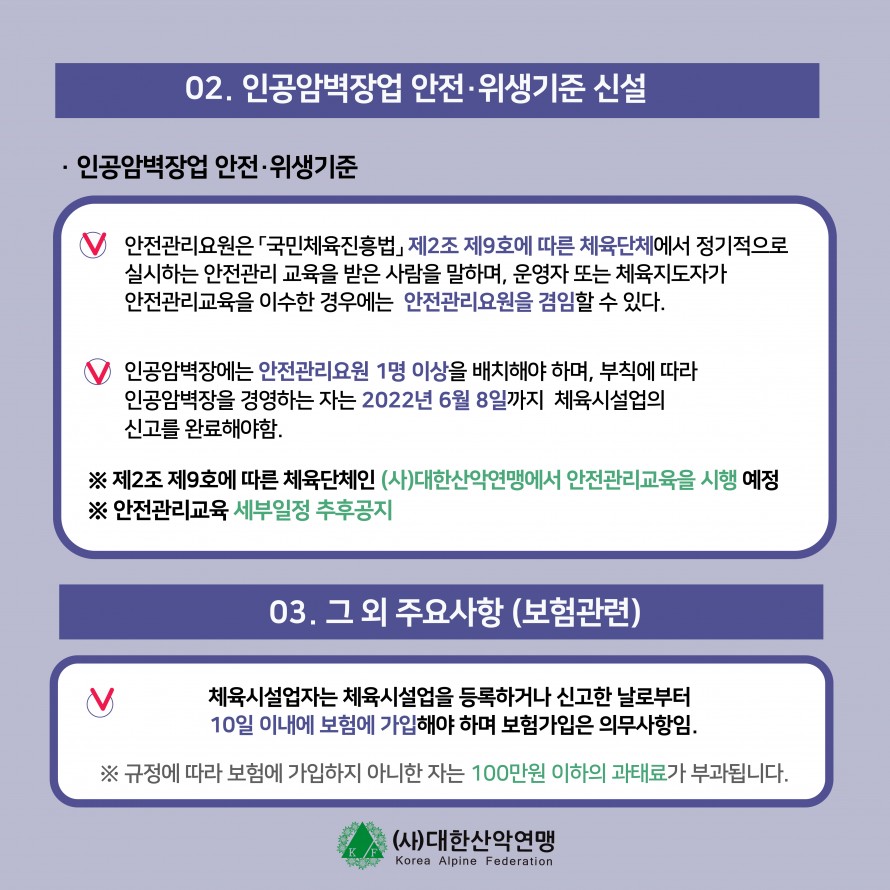 02. 인공암벽장업 안전·위생기준 신설
· 인공암벽장업 안전·위생기준
안전관리요원은 「국민체육진흥법」 제2조 제9호에 따른 체육단체에서 정기적으로
실시하는 안전관리 교육을 받은 사람을 말하며, 운영자 또는 체육지도자가
안전관리교육을 이수한 경우에는 안전관리요원을 겸임할 수 있다.
인공암벽장에는 안전관리요원 1명 이상을 배치해야 하며, 부칙에 따라
인공암벽장을 경영하는 자는 2022년 6월 8일까지 체육시설업의
신고를 완료해야함.
※ 제2조 제9호에 따른 체육단체인 (사)대한산악연맹에서 안전관리교육을 시행 예정
※ 안전관리교육 세부일정 추후공지
03. 그 외 주요사항 (보험관련)
체육시설업자는 체육시설업을 등록하거나 신고한 날로부터
10일 이내에 보험에 가입해야 하며 보험가입은 의무사항임.
※ 규정에 따라 보험에 가입하지 아니한 자는 100만원 이하의 과태료가 부과됩니다.
K F
(사)대한산악연맹
Korea Alpine Federation